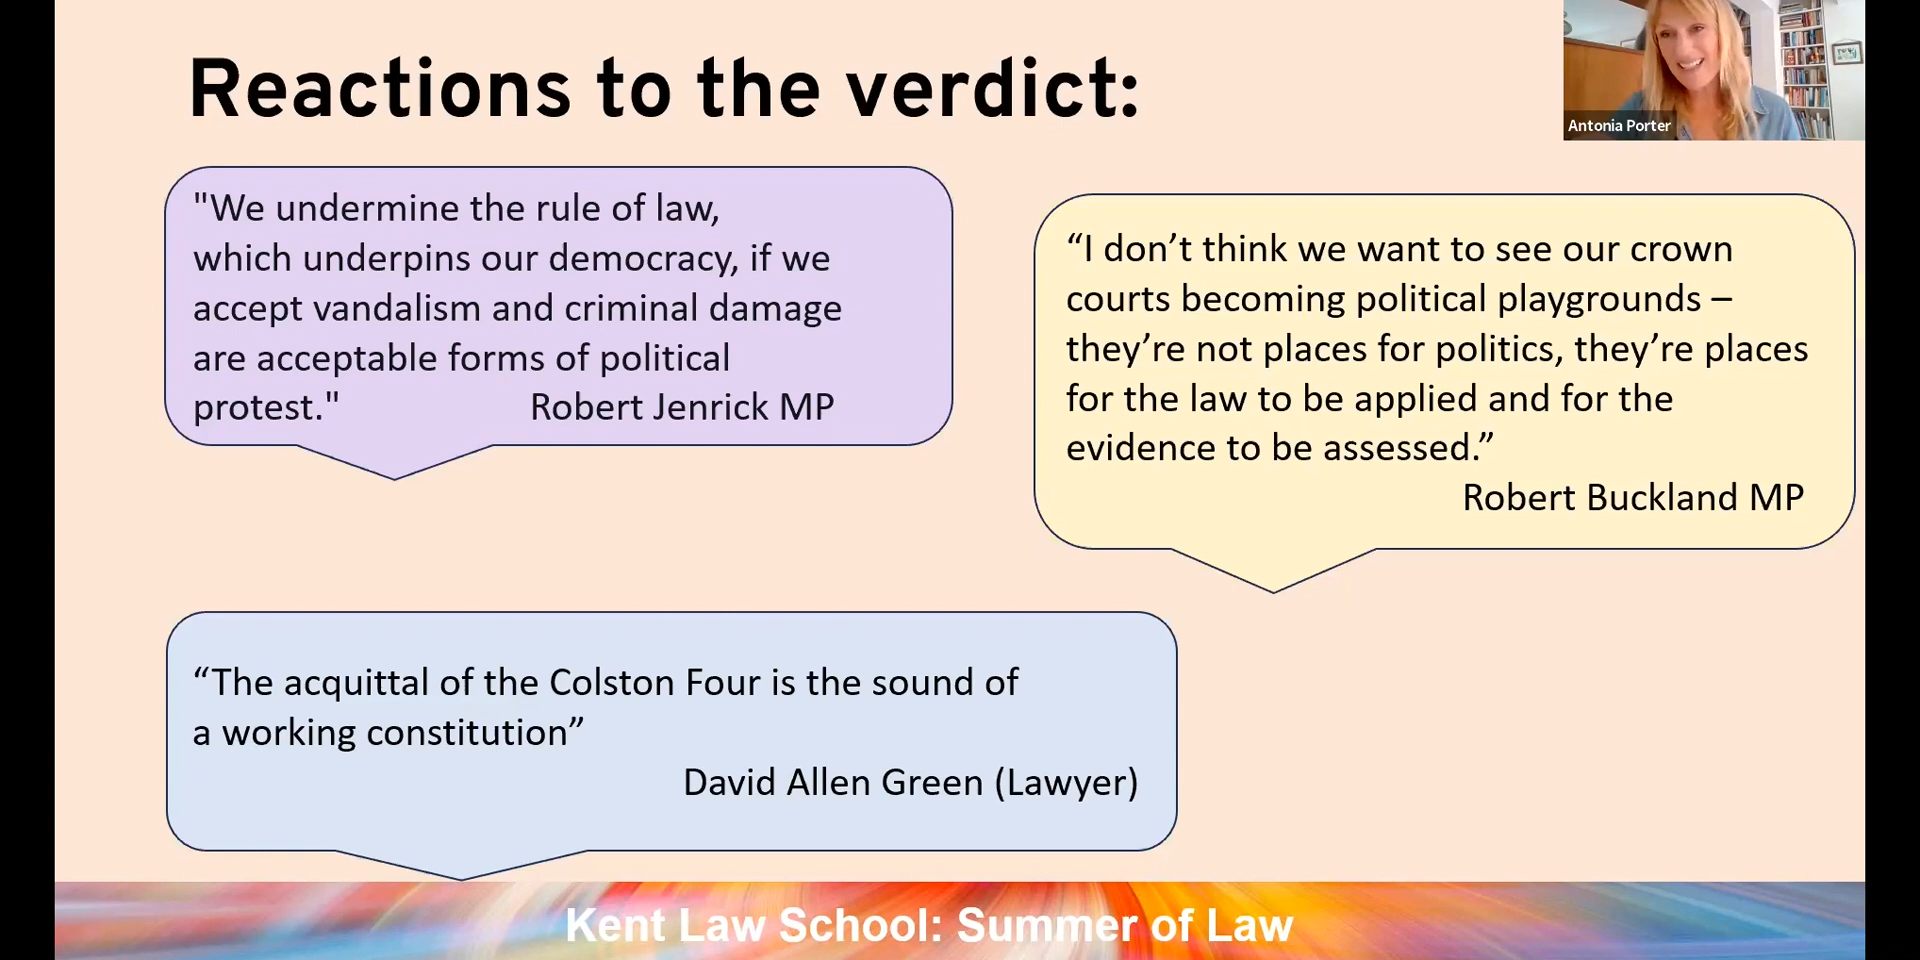 Reactions to the verdict:
Antonia Porter
"We undermine the rule of law,
which underpins our democracy, if we
accept vandalism and criminal damage
are acceptable forms of political
protest." Robert Jenrick MP
“I don’t think we want to see our crown
courts becoming political playgrounds –
they’re not places for politics, they’re places
for the law to be applied and for the
evidence to be assessed.”
Robert Buckland MP
“The acquittal of the Colston Four is the sound of
a working constitution”
David Allen Green (Lawyer)
Kent Law School: Summer of Law